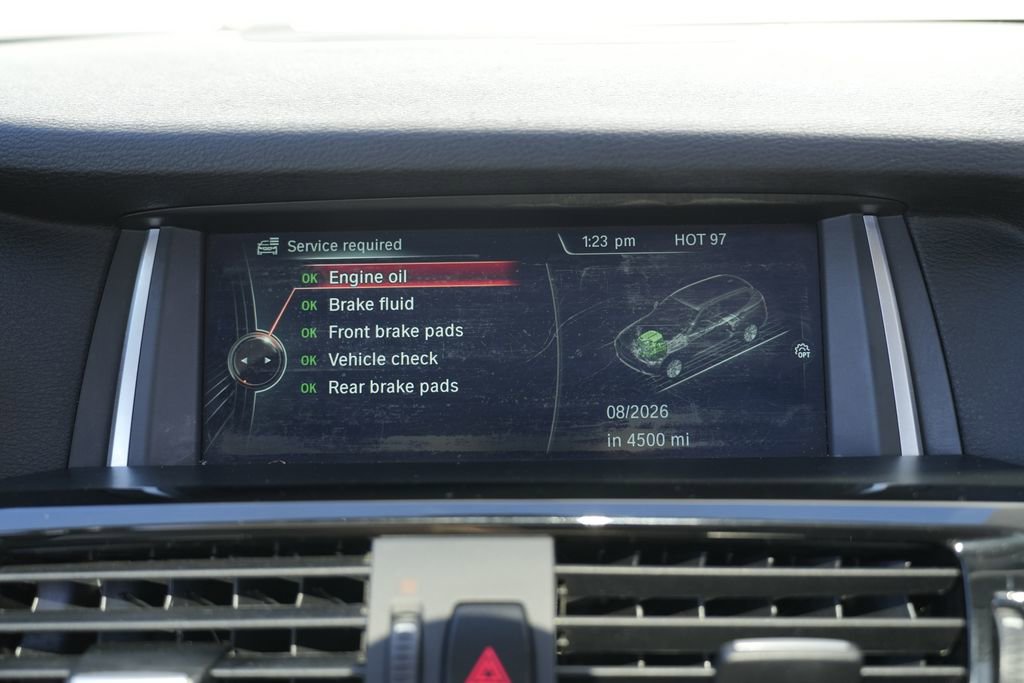 Service required
1:23 pm
HOT 97
OK Engine oil
OK Brake fluid
OK Front brake pads
OK Vehicle check
OK Rear brake pads
OPT
08/2026
in 4500 mi